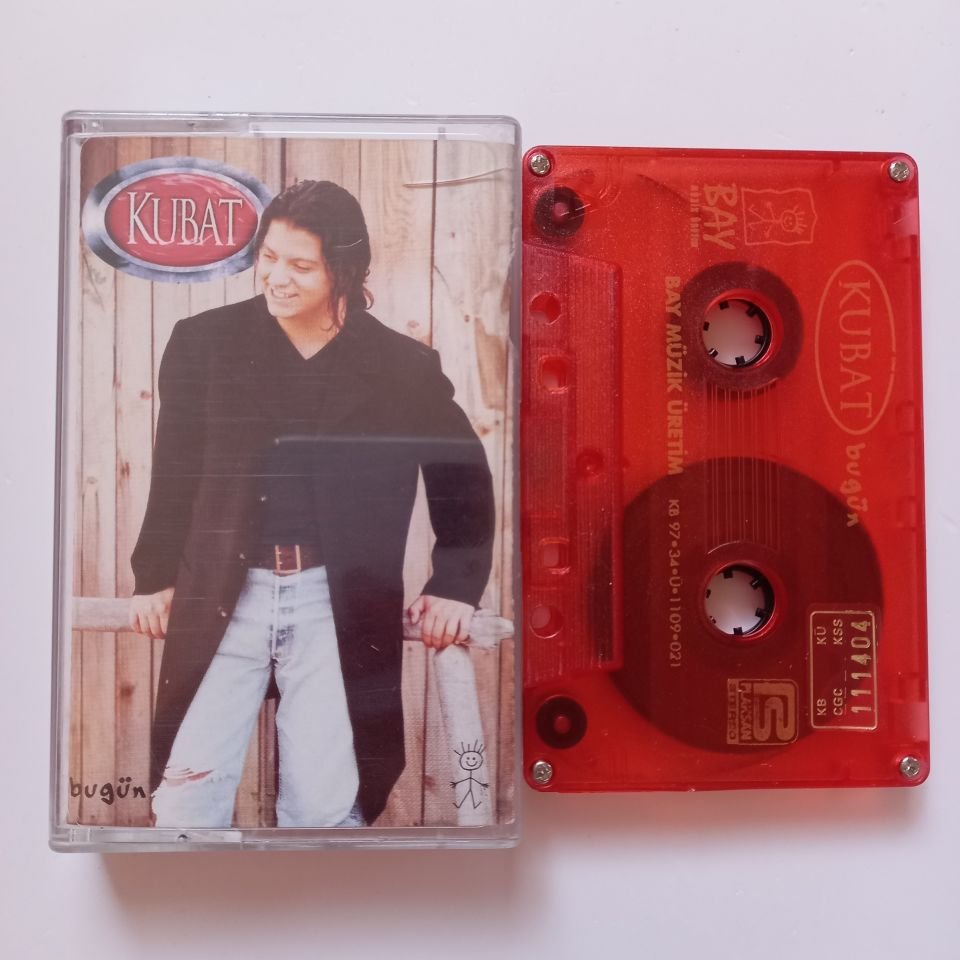 KUBAT
bugün
BAY
müzik üretim
KUBAT
bugün
BAY MÜZİK ÜRETİM
KB 97•34•Ü•1109•021
PLAKSAN
STEREO
KB KÜ
CGC KSS
111404